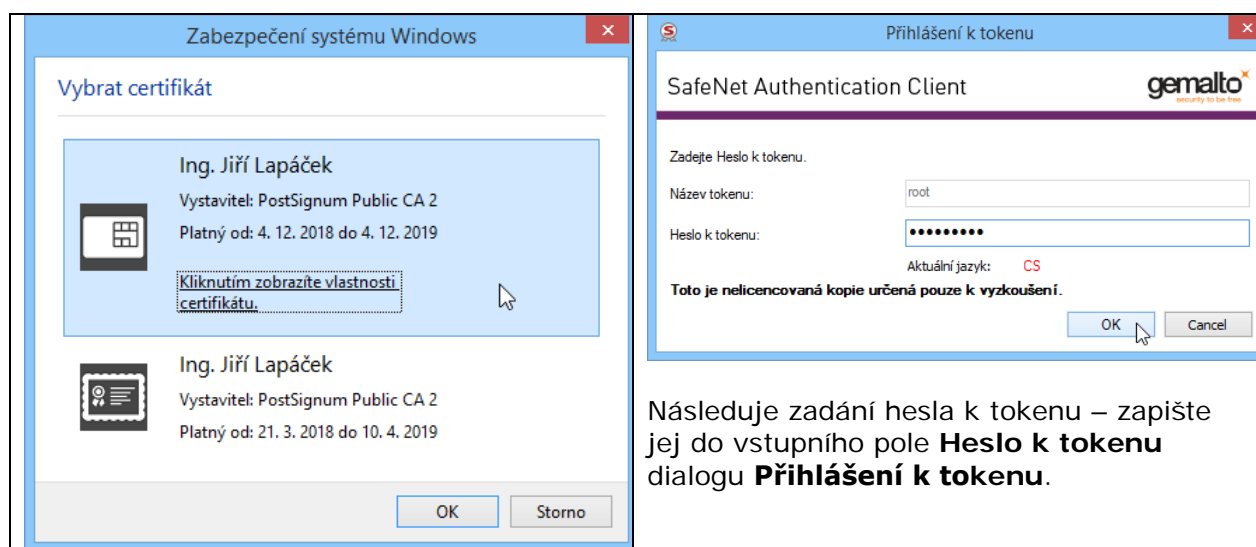 Zabezpečení systému Windows
Vybrat certifikát
Ing. Jiří Lapáček
Vystavitel: PostSignum Public CA 2
Platný od: 4. 12. 2018 do 4. 12. 2019
Kliknutím zobrazíte vlastnosti
certifikátu.
Ing. Jiří Lapáček
Vystavitel: PostSignum Public CA 2
Platný od: 21. 3. 2018 do 10. 4. 2019
OK
Storno
Přihlášení k tokenu
SafeNet Authentication Client
gemalto
security to be free
Zadejte Heslo k tokenu.
Název tokenu:
root
Heslo k tokenu:
•••••••••
Aktuální jazyk: CS
Toto je nelicencovaná kopie určená pouze k vyzkoušení.
OK
Cancel
Následuje zadání hesla k tokenu – zapište
jej do vstupního pole Heslo k tokenu
dialogu Přihlášení k tokenu.